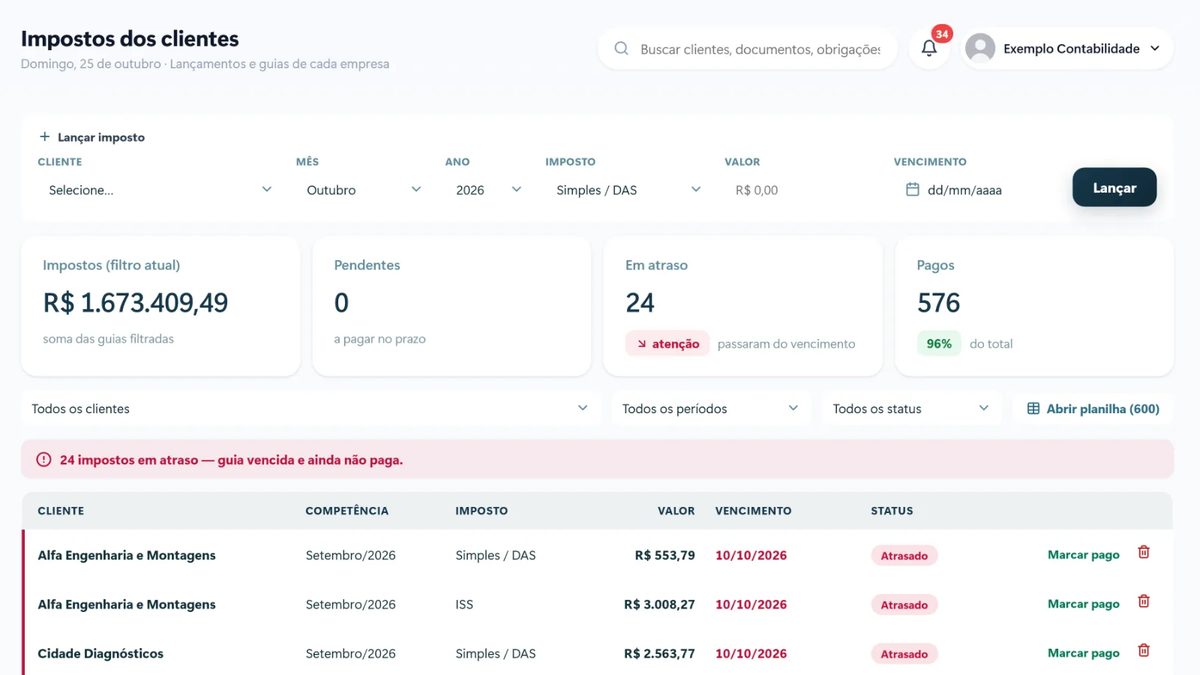 Impostos dos clientes
Domingo, 25 de outubro · Lançamentos e guias de cada empresa
Buscar clientes, documentos, obrigações
34
Exemplo Contabilidade
+ Lançar imposto
CLIENTE MÊS ANO IMPOSTO VALOR VENCIMENTO
Selecione... Outubro 2026 Simples / DAS R$ 0,00 dd/mm/aaaa Lançar
Impostos (filtro atual)
R$ 1.673.409,49
soma das guias filtradas
Pendentes
0
a pagar no prazo
Em atraso
24
atenção passaram do vencimento
Pagos
576
96% do total
Todos os clientes Todos os períodos Todos os status Abrir planilha (600)
24 impostos em atraso — guia vencida e ainda não paga.
CLIENTE COMPETÊNCIA IMPOSTO VALOR VENCIMENTO STATUS
Alfa Engenharia e Montagens Setembro/2026 Simples / DAS R$ 553,79 10/10/2026 Atrasado Marcar pago
Alfa Engenharia e Montagens Setembro/2026 ISS R$ 3.008,27 10/10/2026 Atrasado Marcar pago
Cidade Diagnósticos Setembro/2026 Simples / DAS R$ 2.563,77 10/10/2026 Atrasado Marcar pago